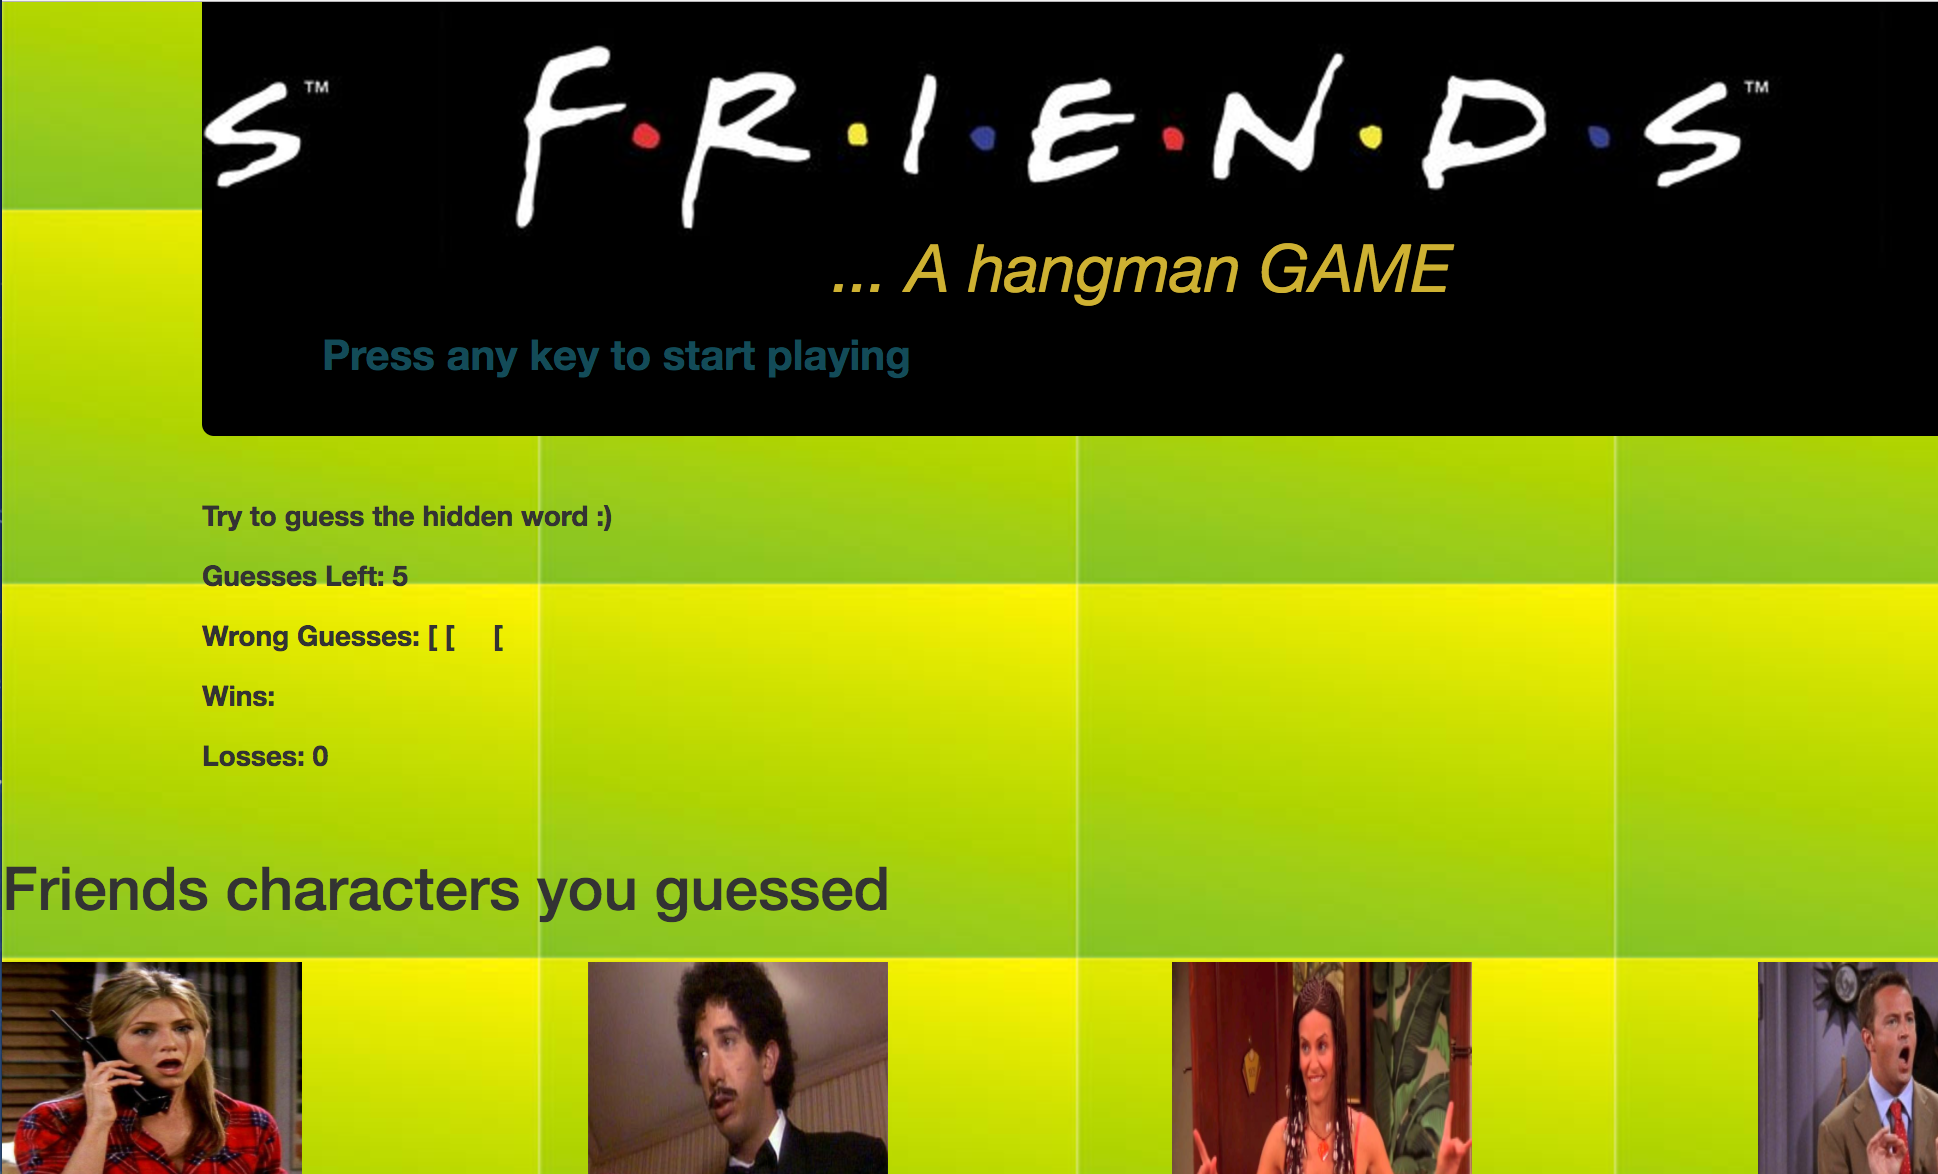 S™ F·R·I·E·N·D·S™
... A hangman GAME
Press any key to start playing
Try to guess the hidden word :)
Guesses Left: 5
Wrong Guesses: [ [ [
Wins:
Losses: 0
Friends characters you guessed